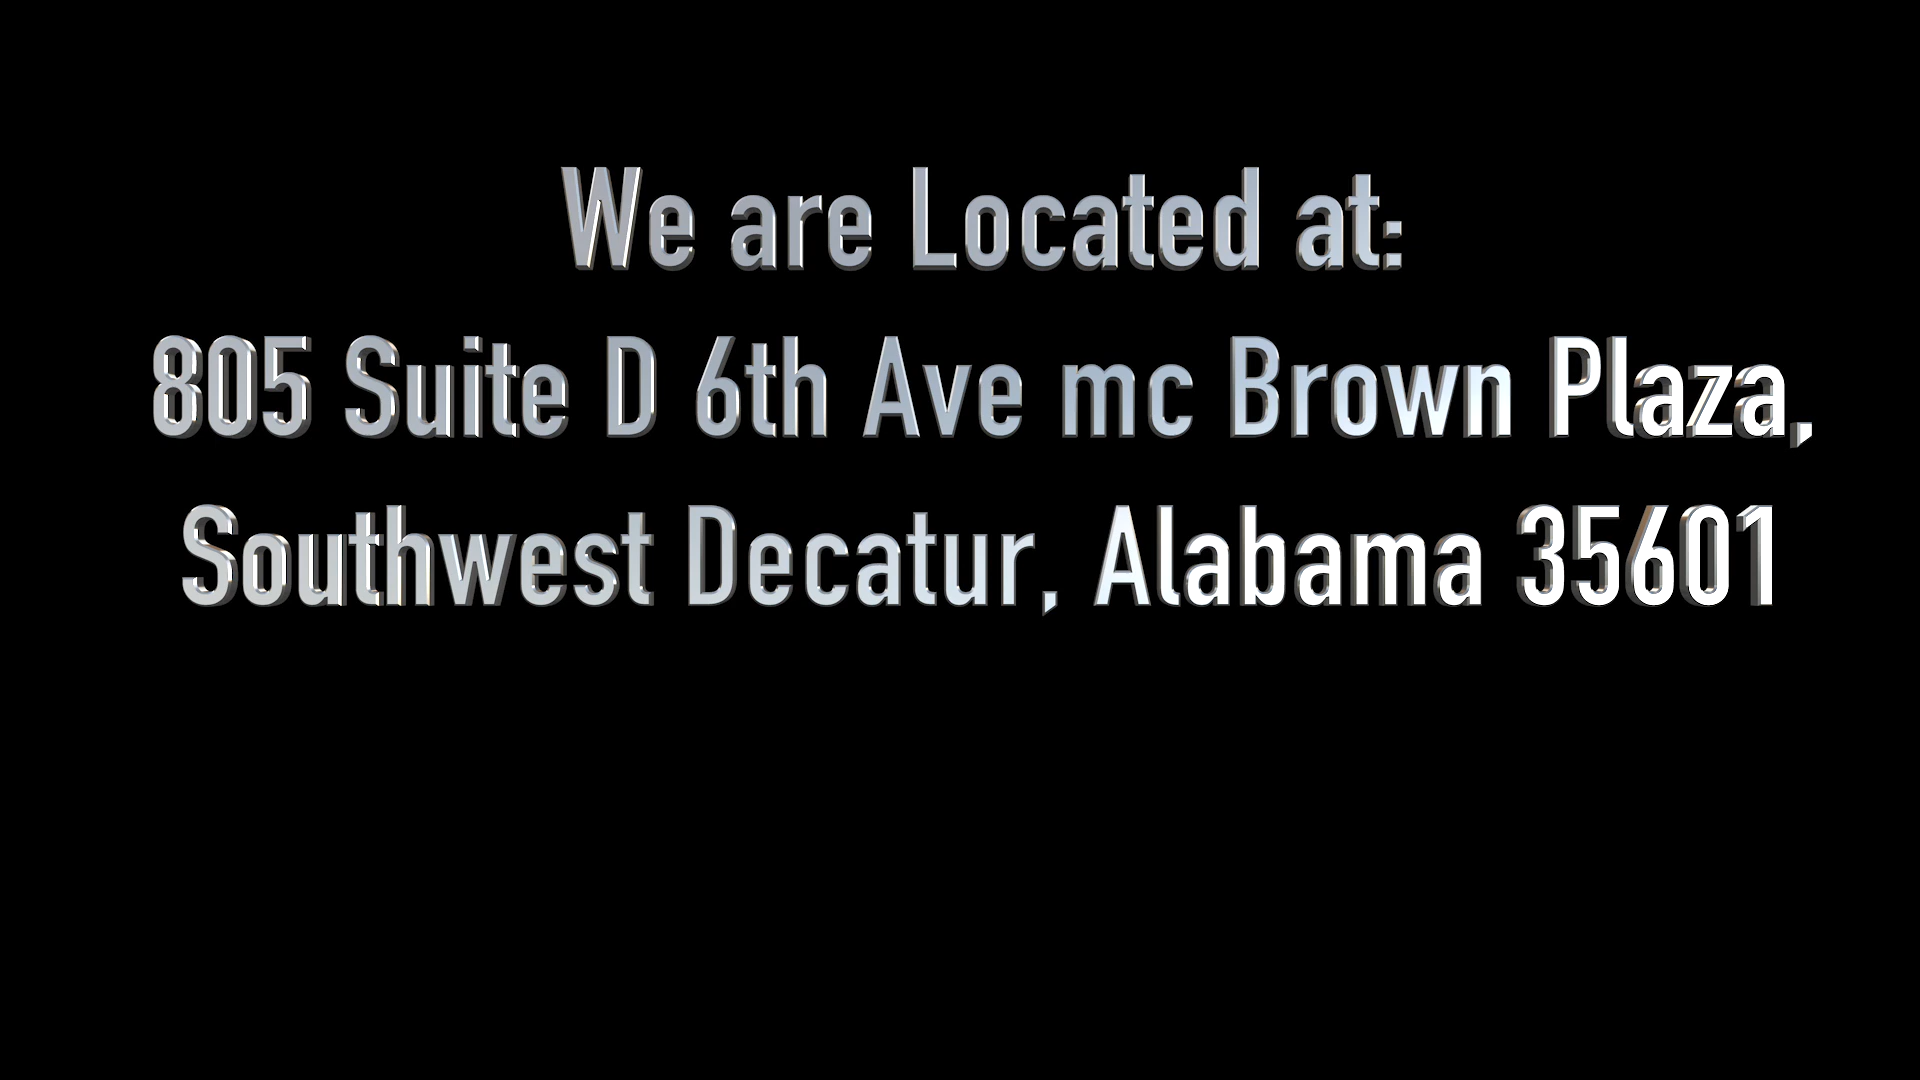 We are Located at:
805 Suite D 6th Ave mc Brown Plaza,
Southwest Decatur, Alabama 35601